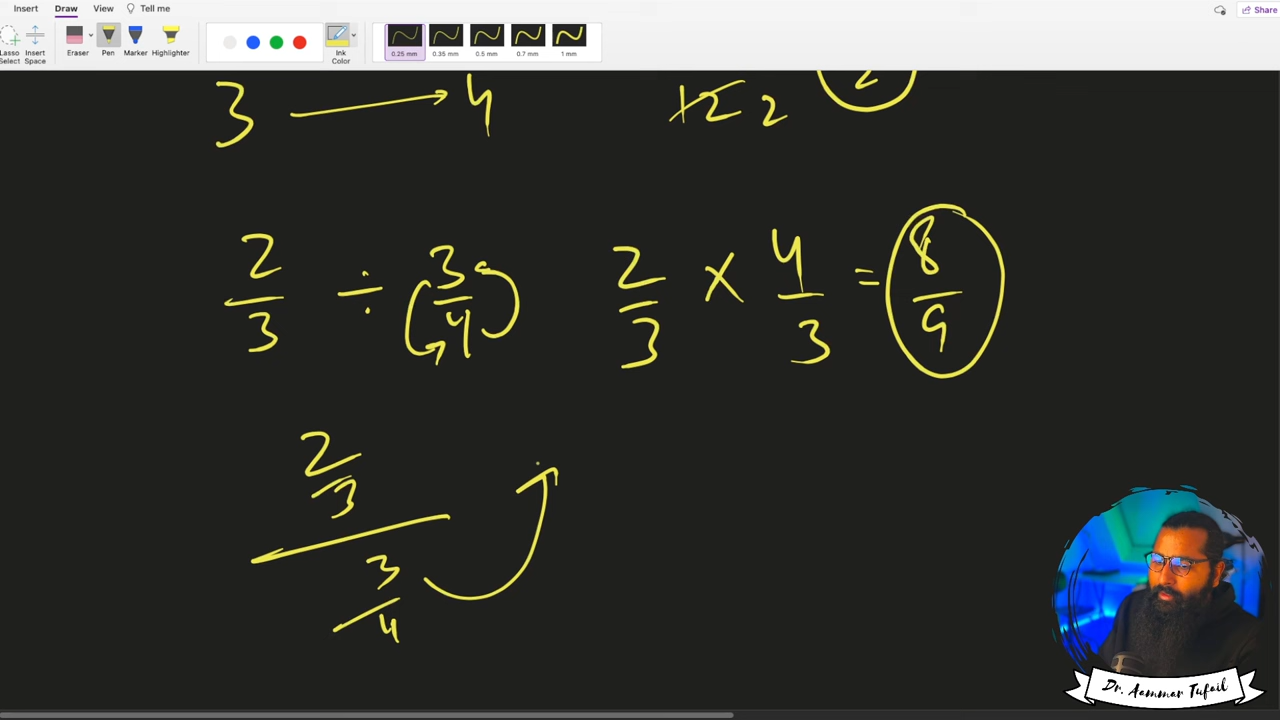 Insert Draw View Tell me
Share
Lasso Select Insert Space Eraser Pen Marker Highlighter Ink Color 0.25 mm 0.35 mm 0.5 mm 0.7 mm 1 mm
3 → 4 12 2 2
2/3 ÷ 3/4 2/3 × 4/3 = 8/9
2/3
3/4
Dr. Aammar Tufail